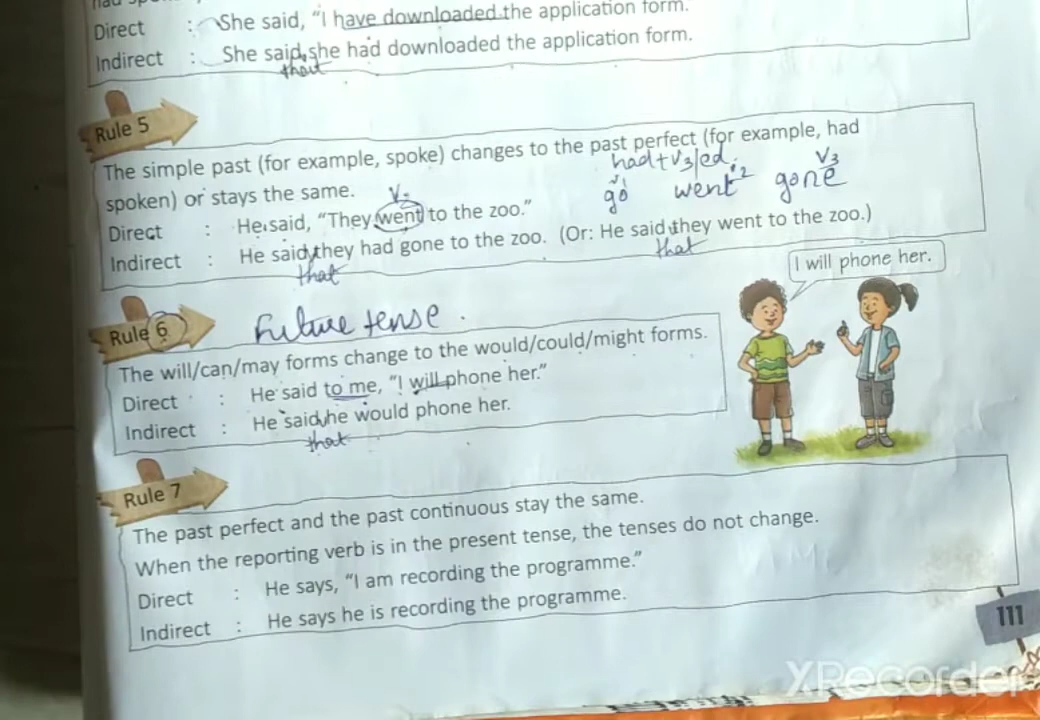 Direct : She said, "I have downloaded the application form."
Indirect : She said, she had downloaded the application form.
that
Rule 5
The simple past (for example, spoke) changes to the past perfect (for example, had
had+V3/ed.
spoken) or stays the same.
go went gone
V1 V2 V3
Direct : He said, "They went to the zoo."
Indirect : He said they had gone to the zoo. (Or: He said they went to the zoo.)
that that
I will phone her.
Rule 6 Future tense.
The will/can/may forms change to the would/could/might forms.
Direct : He said to me, "I will phone her."
Indirect : He said he would phone her.
that
Rule 7
The past perfect and the past continuous stay the same.
When the reporting verb is in the present tense, the tenses do not change.
Direct : He says, "I am recording the programme."
Indirect : He says he is recording the programme.
111
XRecorder